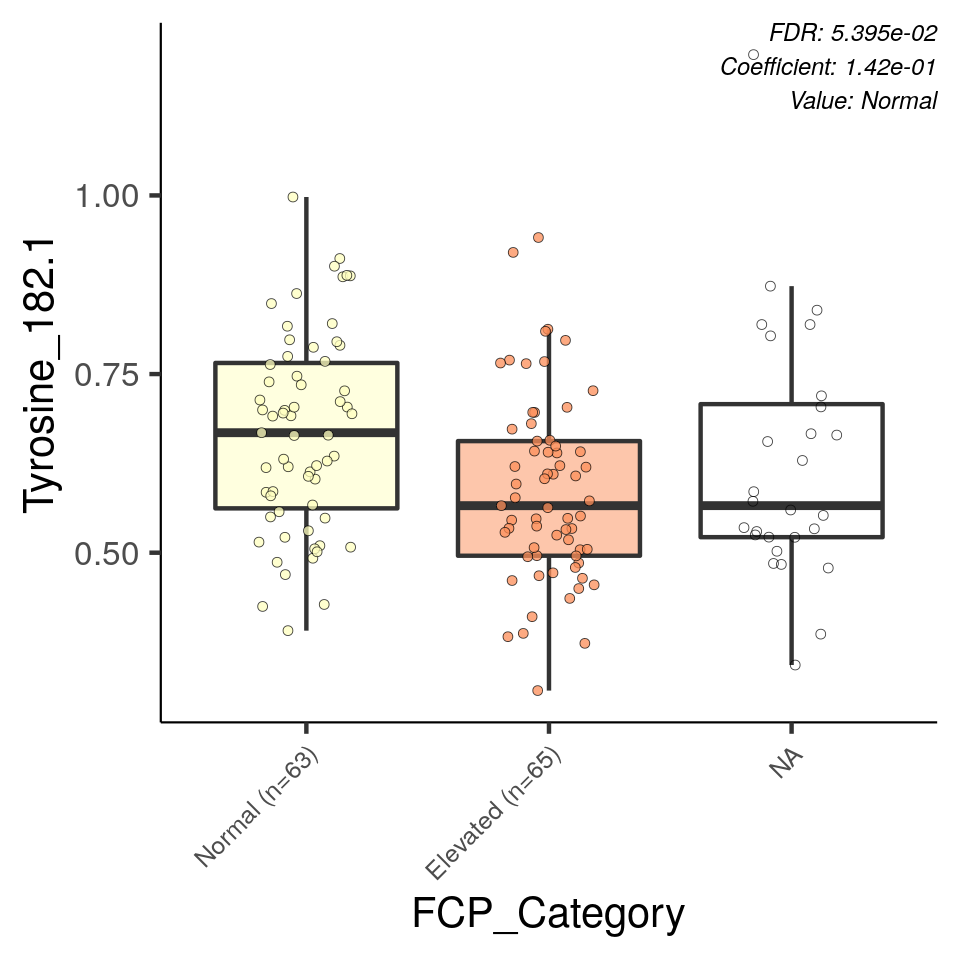 FDR: 5.395e-02
Coefficient: 1.42e-01
Value: Normal
Tyrosine_182.1
1.00
0.75
0.50
Normal (n=63)
Elevated (n=65)
NA
FCP_Category